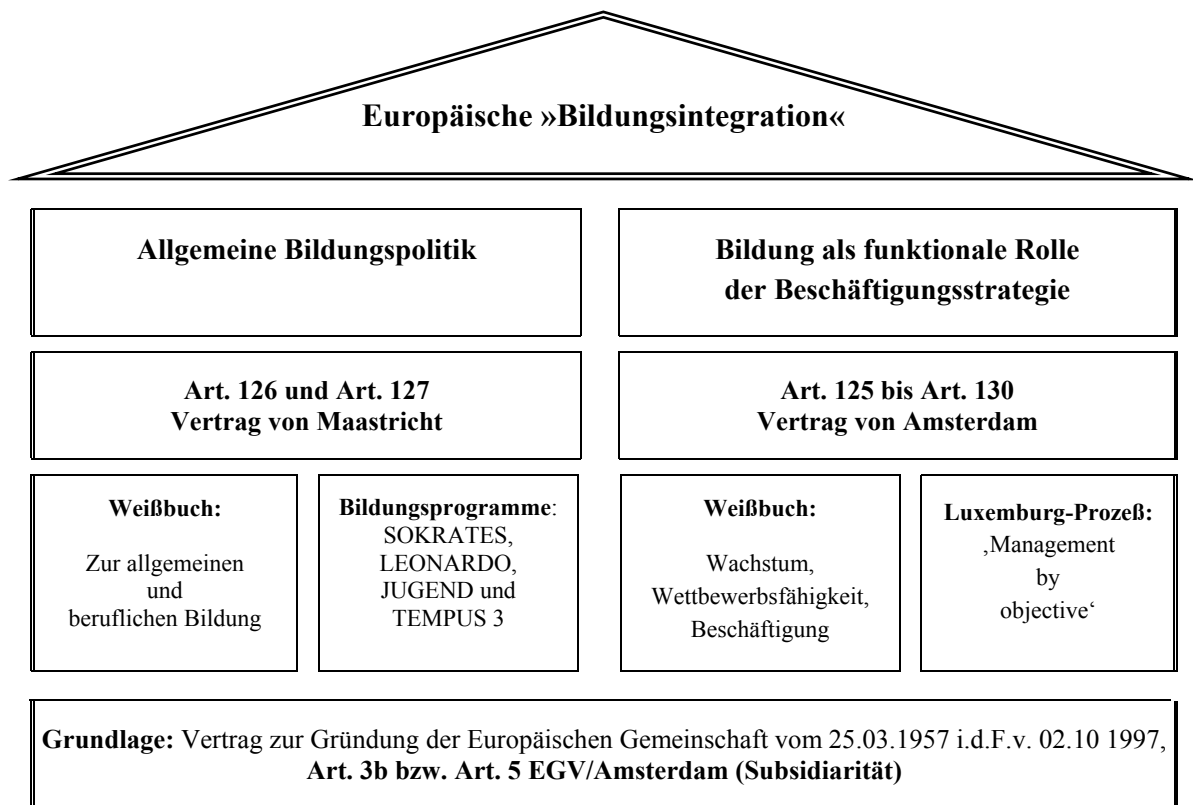 Europäische »Bildungsintegration«
Allgemeine Bildungspolitik
Bildung als funktionale Rolle
der Beschäftigungsstrategie
Art. 126 und Art. 127
Vertrag von Maastricht
Art. 125 bis Art. 130
Vertrag von Amsterdam
Weißbuch:
Zur allgemeinen
und
beruflichen Bildung
Bildungsprogramme:
SOKRATES,
LEONARDO,
JUGEND und
TEMPUS 3
Weißbuch:
Wachstum,
Wettbewerbsfähigkeit,
Beschäftigung
Luxemburg-Prozeß:
‚Management
by
objective‘
Grundlage: Vertrag zur Gründung der Europäischen Gemeinschaft vom 25.03.1957 i.d.F.v. 02.10 1997,
Art. 3b bzw. Art. 5 EGV/Amsterdam (Subsidiarität)